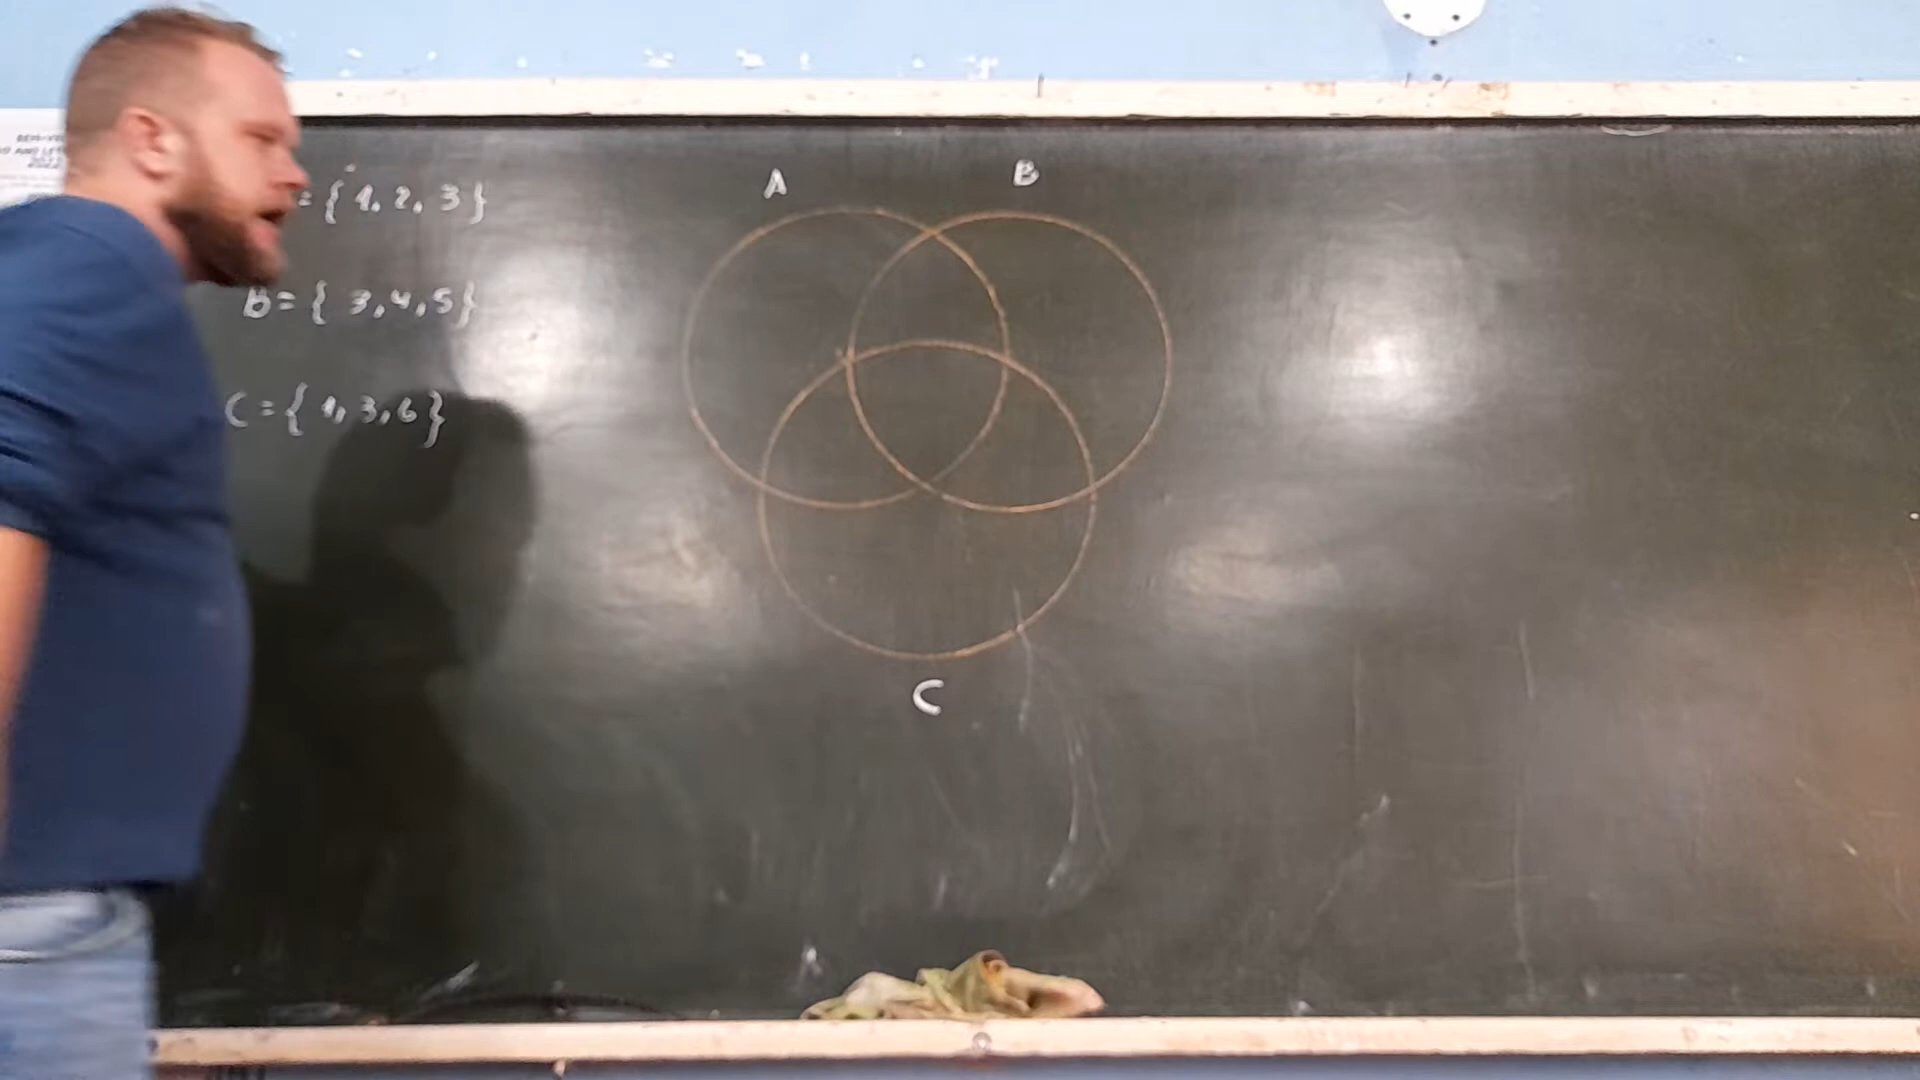 = { 1, 2, 3 }
A
B
B = { 3, 4, 5 }
C = { 1, 3, 6 }
C